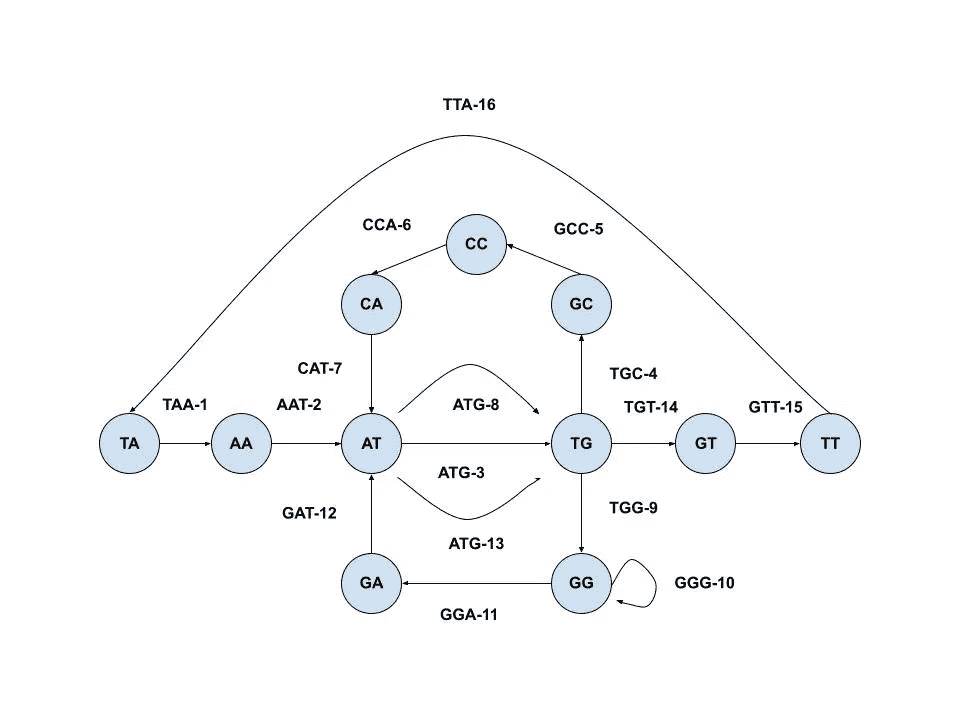 TTA-16
CCA-6
CC
GCC-5
CA
GC
CAT-7
TGC-4
TAA-1
AAT-2
ATG-8
TGT-14
GTT-15
TA
AA
AT
TG
GT
TT
ATG-3
GAT-12
TGG-9
ATG-13
GA
GG
GGG-10
GGA-11